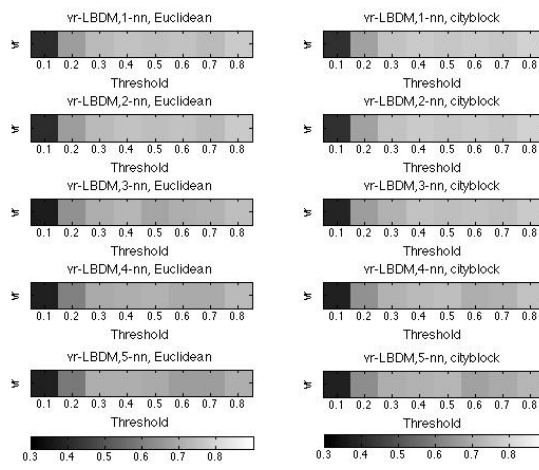 vr-LBDM,1-nn, Euclidean
vr
0.1 0.2 0.3 0.4 0.5 0.6 0.7 0.8
Threshold
vr-LBDM,2-nn, Euclidean
vr
0.1 0.2 0.3 0.4 0.5 0.6 0.7 0.8
Threshold
vr-LBDM,3-nn, Euclidean
vr
0.1 0.2 0.3 0.4 0.5 0.6 0.7 0.8
Threshold
vr-LBDM,4-nn, Euclidean
vr
0.1 0.2 0.3 0.4 0.5 0.6 0.7 0.8
Threshold
vr-LBDM,5-nn, Euclidean
vr
0.1 0.2 0.3 0.4 0.5 0.6 0.7 0.8
Threshold
0.3 0.4 0.5 0.6 0.7 0.8
vr-LBDM,1-nn, cityblock
vr
0.1 0.2 0.3 0.4 0.5 0.6 0.7 0.8
Threshold
vr-LBDM,2-nn, cityblock
vr
0.1 0.2 0.3 0.4 0.5 0.6 0.7 0.8
Threshold
vr-LBDM,3-nn, cityblock
vr
0.1 0.2 0.3 0.4 0.5 0.6 0.7 0.8
Threshold
vr-LBDM,4-nn, cityblock
vr
0.1 0.2 0.3 0.4 0.5 0.6 0.7 0.8
Threshold
vr-LBDM,5-nn, cityblock
vr
0.1 0.2 0.3 0.4 0.5 0.6 0.7 0.8
Threshold
0.3 0.4 0.5 0.6 0.7 0.8